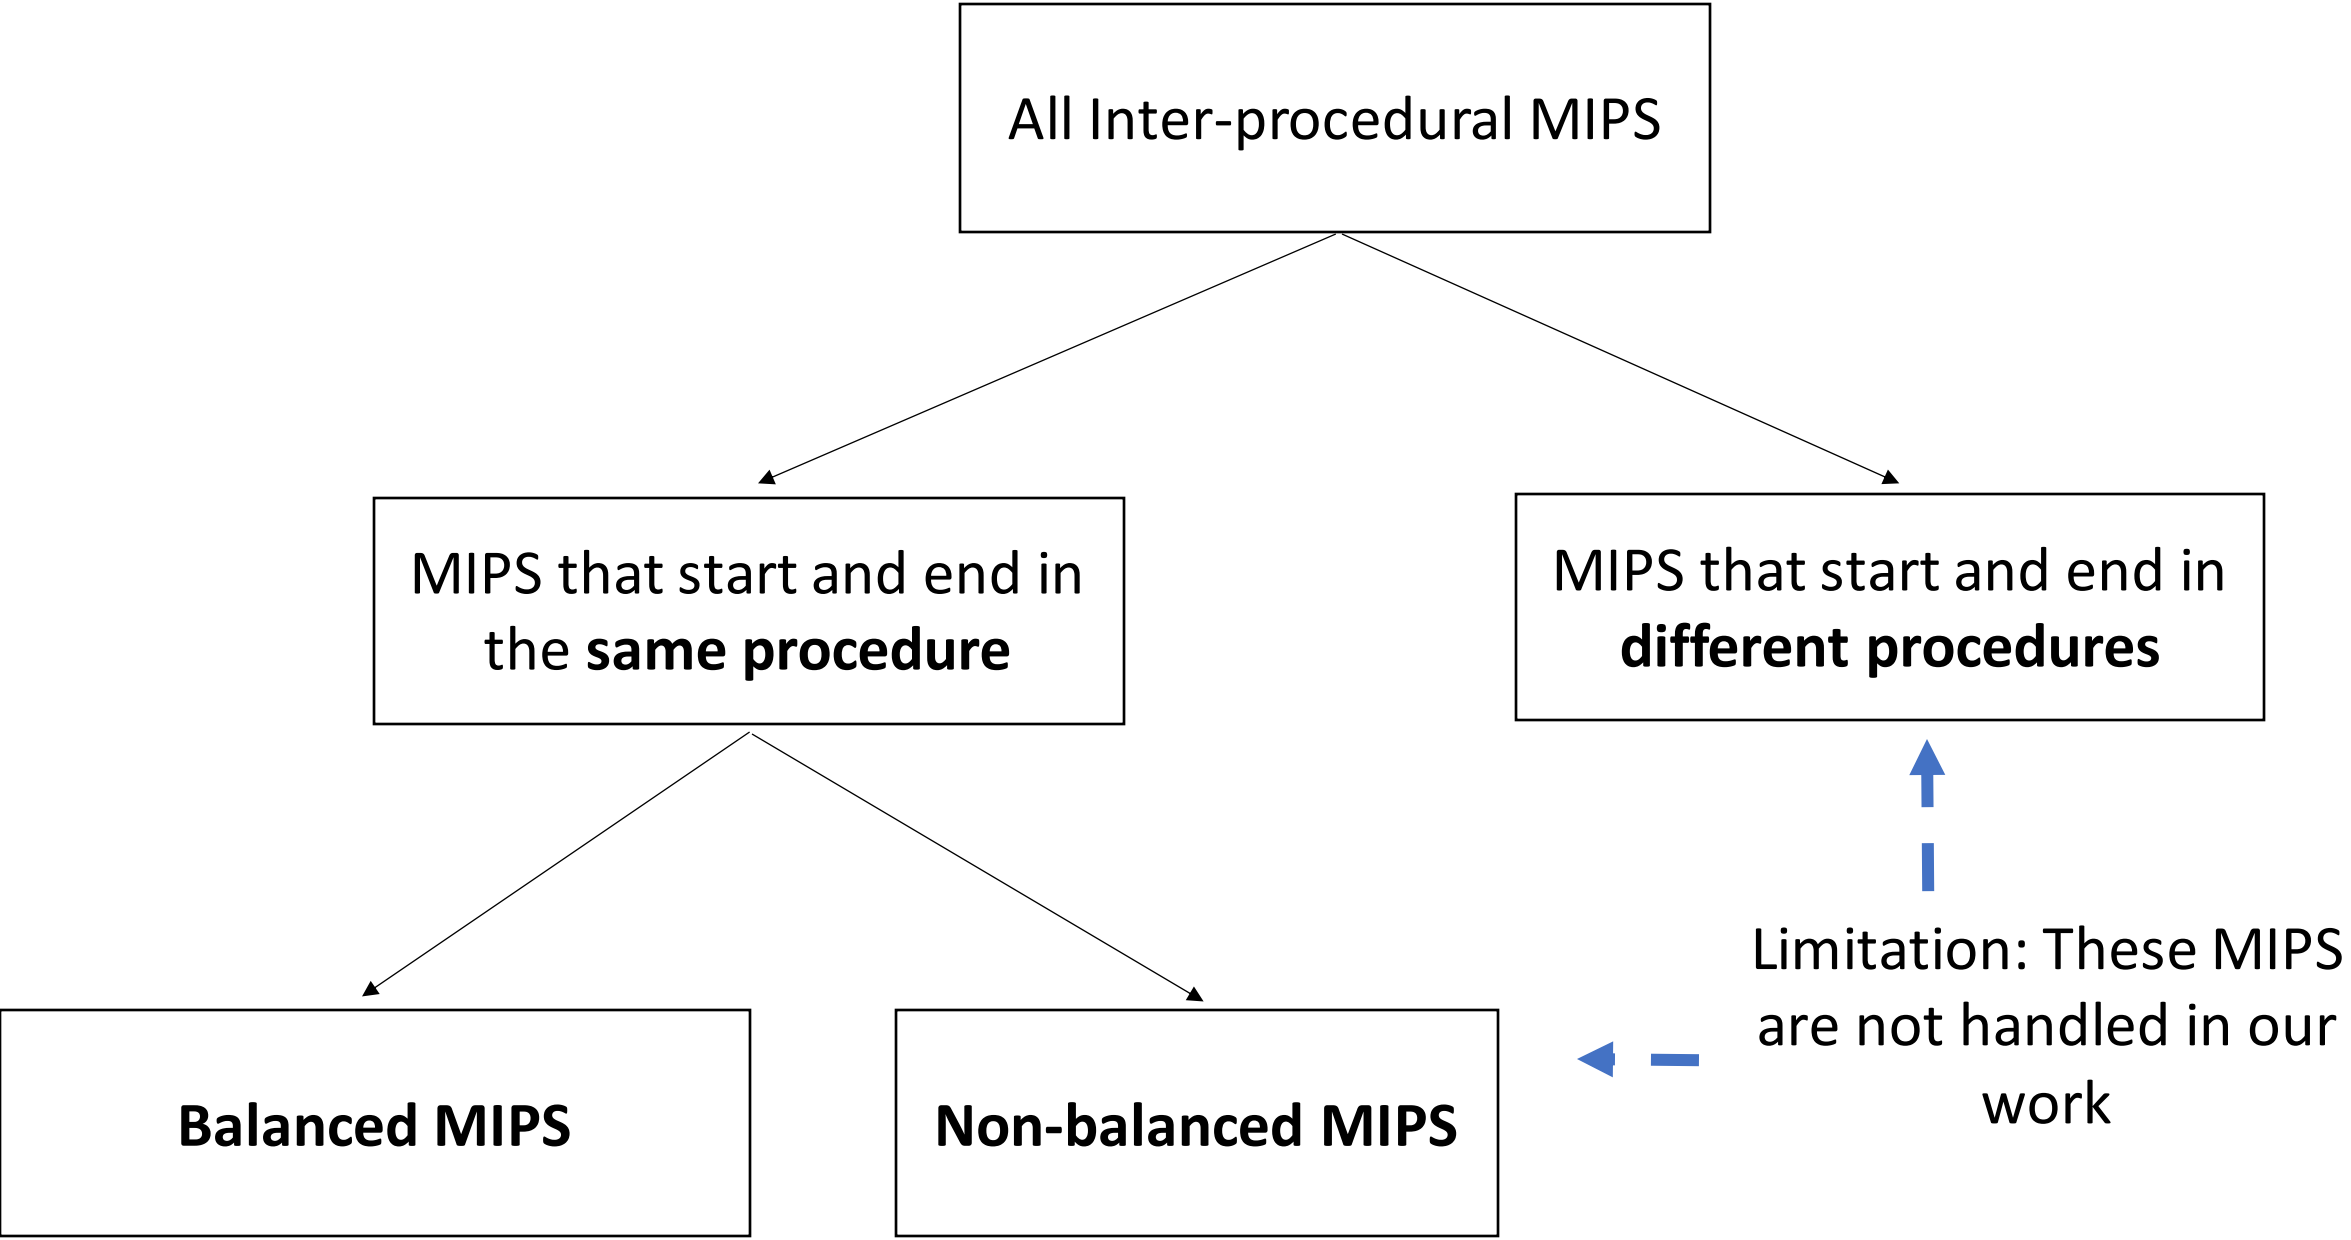 All Inter-procedural MIPS
MIPS that start and end in
the same procedure
MIPS that start and end in
different procedures
Limitation: These MIPS
are not handled in our
work
Balanced MIPS
Non-balanced MIPS